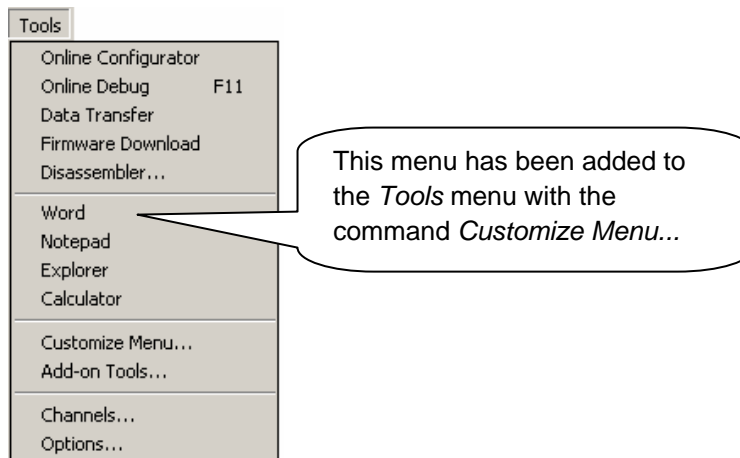 Tools
Online Configurator
Online Debug F11
Data Transfer
Firmware Download
Disassembler...
Word
Notepad
Explorer
Calculator
Customize Menu...
Add-on Tools...
Channels...
Options...
This menu has been added to
the Tools menu with the
command Customize Menu...